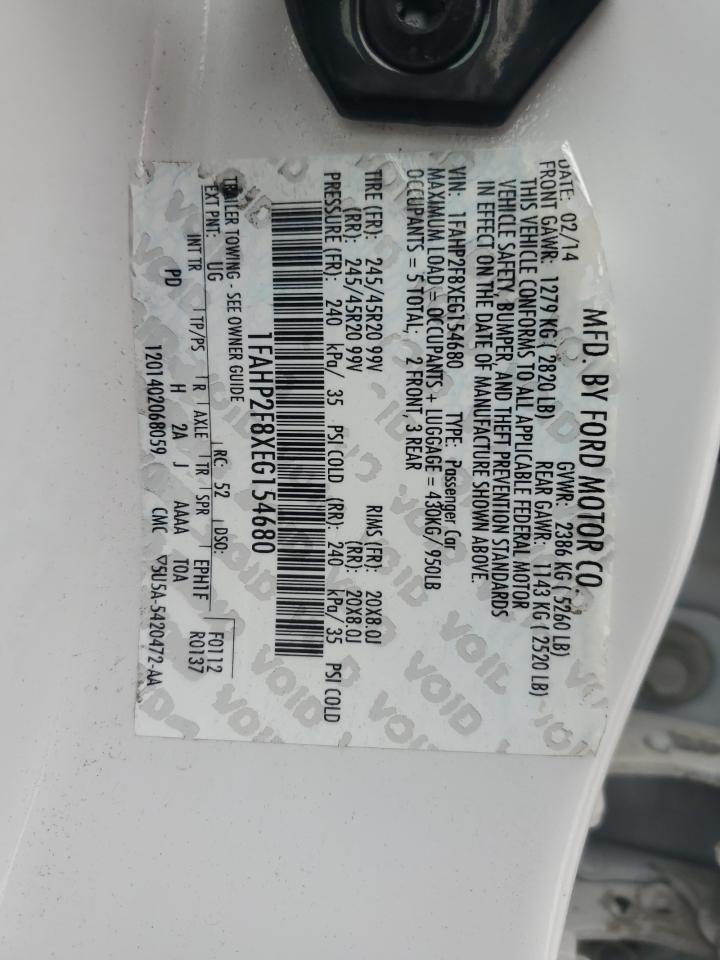 MFD. BY FORD MOTOR CO.
DATE: 02/14 GVWR: 2386 KG ( 5260 LB)
FRONT GAWR: 1279 KG ( 2820 LB) REAR GAWR: 1143 KG ( 2520 LB)
THIS VEHICLE CONFORMS TO ALL APPLICABLE FEDERAL MOTOR
VEHICLE SAFETY, BUMPER, AND THEFT PREVENTION STANDARDS
IN EFFECT ON THE DATE OF MANUFACTURE SHOWN ABOVE.
VIN: 1FAHP2F8XEG154680 TYPE: Passenger Car
MAXIMUM LOAD = OCCUPANTS + LUGGAGE = 430KG/ 950LB
OCCUPANTS = 5 TOTAL, 2 FRONT, 3 REAR
TIRE (FR): 245/45R20 99V RIMS (FR): 20X8.0J
(RR): 245/45R20 99V (RR): 20X8.0J
PRESSURE (FR): 240 kPa/ 35 PSI COLD (RR): 240 kPa/35 PSI COLD
1FAHP2F8XEG154680
TRAILER TOWING - SEE OWNER GUIDE
EXT PNT: UG RC: 52 DSO: F0112
R0137
INT TR TP/PS R AXLE TR SPR EPH1F
PD H 2A J AAAA TOA
1201402068059 CMC ▽5U5A-5420472-AA
VOID VOID VOID